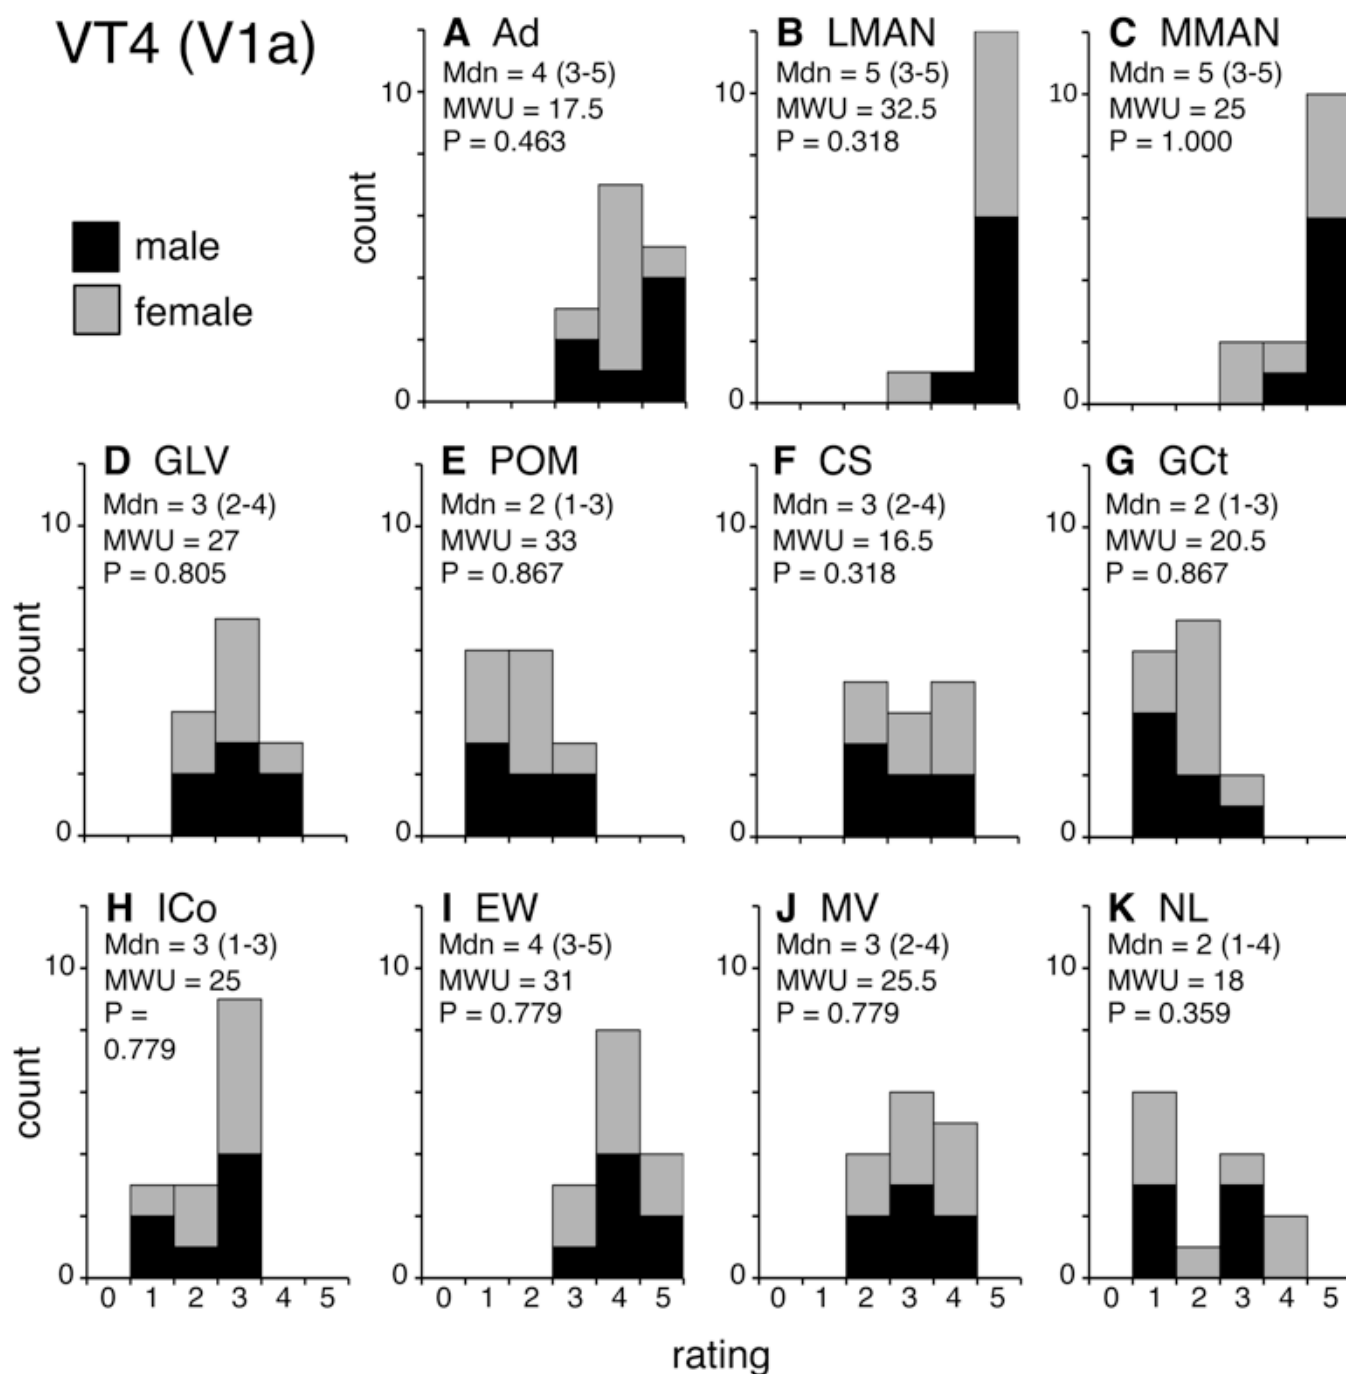 VT4 (V1a)
male
female
A Ad
Mdn = 4 (3-5)
MWU = 17.5
P = 0.463
10
0
count
B LMAN
Mdn = 5 (3-5)
MWU = 32.5
P = 0.318
10
0
C MMAN
Mdn = 5 (3-5)
MWU = 25
P = 1.000
10
0
D GLV
Mdn = 3 (2-4)
MWU = 27
P = 0.805
10
0
count
E POM
Mdn = 2 (1-3)
MWU = 33
P = 0.867
10
0
F CS
Mdn = 3 (2-4)
MWU = 16.5
P = 0.318
10
0
G GCt
Mdn = 2 (1-3)
MWU = 20.5
P = 0.867
10
0
H ICo
Mdn = 3 (1-3)
MWU = 25
P =
0.779
10
0
count
0 1 2 3 4 5
I EW
Mdn = 4 (3-5)
MWU = 31
P = 0.779
10
0
0 1 2 3 4 5
J MV
Mdn = 3 (2-4)
MWU = 25.5
P = 0.779
10
0
0 1 2 3 4 5
K NL
Mdn = 2 (1-4)
MWU = 18
P = 0.359
10
0
0 1 2 3 4 5
rating